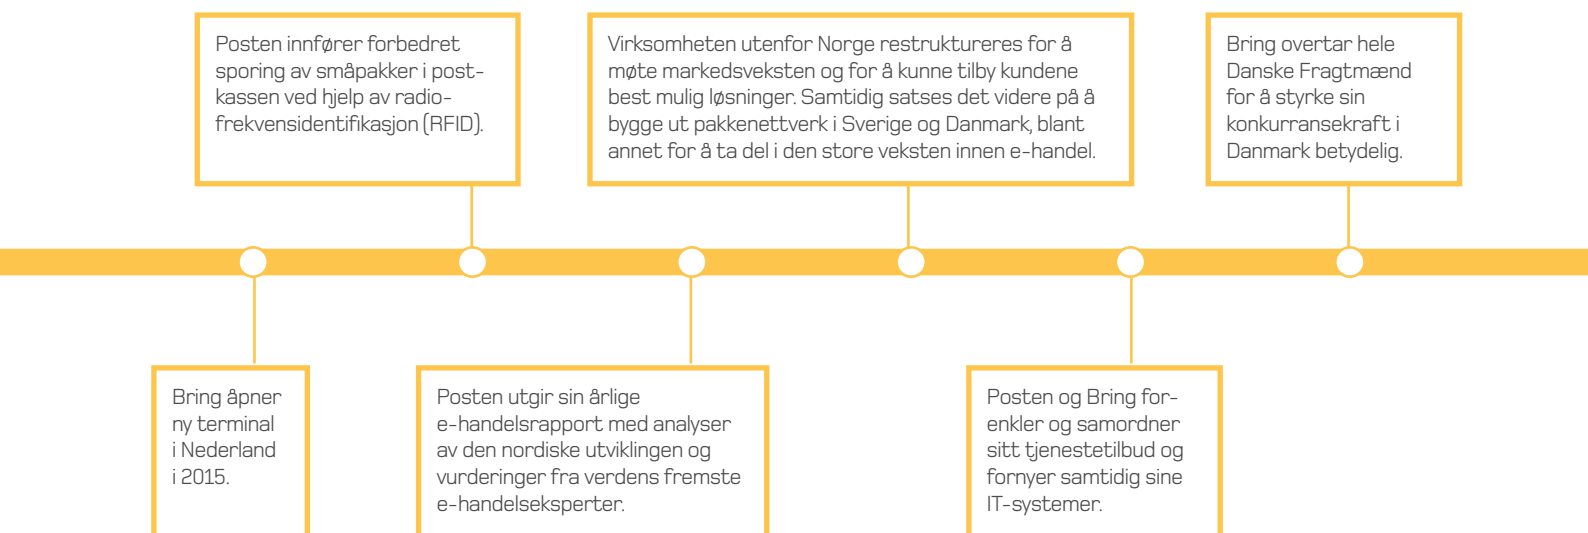 Posten innfører forbedret
sporing av småpakker i post-
kassen ved hjelp av radio-
frekvensidentifikasjon (RFID).
Virksomheten utenfor Norge restruktureres for å
møte markedsveksten og for å kunne tilby kundene
best mulig løsninger. Samtidig satses det videre på å
bygge ut pakkenettverk i Sverige og Danmark, blant
annet for å ta del i den store veksten innen e-handel.
Bring overtar hele
Danske Fragtmænd
for å styrke sin
konkurransekraft i
Danmark betydelig.
Bring åpner
ny terminal
i Nederland
i 2015.
Posten utgir sin årlige
e-handelsrapport med analyser
av den nordiske utviklingen og
vurderinger fra verdens fremste
e-handelseksperter.
Posten og Bring for-
enkler og samordner
sitt tjenestetilbud og
fornyer samtidig sine
IT-systemer.